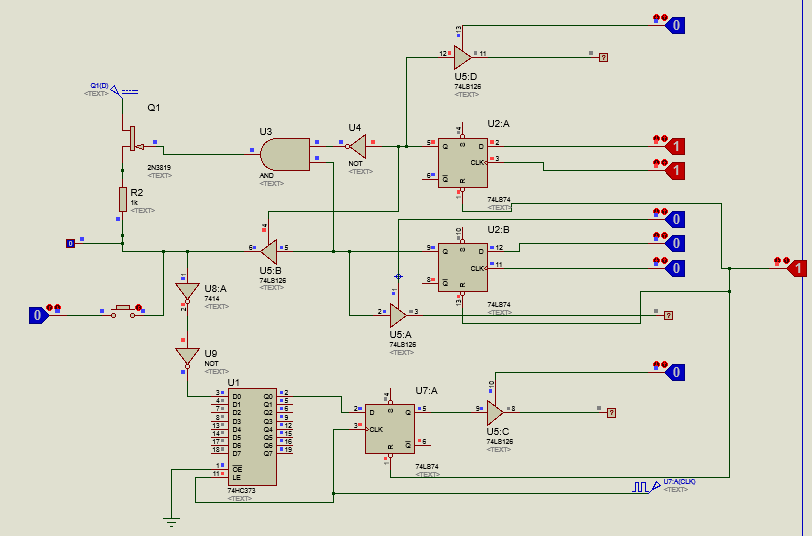 13
0
12
11
?
U5:D
74LS126
<TEXT>
Q1(D)
<TEXT>
Q1
2N3819
<TEXT>
U3
AND
<TEXT>
U4
NOT
<TEXT>
U2:A
4
5
Q
S
D
2
1
CLK
3
1
6
Q
R
1
74LS74
<TEXT>
R2
1k
<TEXT>
0
4
6
5
U5:B
74LS126
<TEXT>
0
U2:B
10
9
Q
S
D
12
0
CLK
11
0
1
8
Q
R
13
74LS74
<TEXT>
1
U8:A
7414
<TEXT>
2
0
1
2
3
?
U5:A
74LS126
<TEXT>
U9
NOT
<TEXT>
U1
3 D0 Q0 2
4 D1 Q1 5
7 D2 Q2 6
8 D3 Q3 9
13 D4 Q4 12
14 D5 Q5 15
17 D6 Q6 16
18 D7 Q7 19
1 OE
11 LE
74HC373
<TEXT>
U7:A
4
2
D
S
Q
5
3
CLK
6
R
Q
1
74LS74
<TEXT>
0
10
9
8
?
U5:C
74LS126
<TEXT>
U7:A(CLK)
<TEXT>